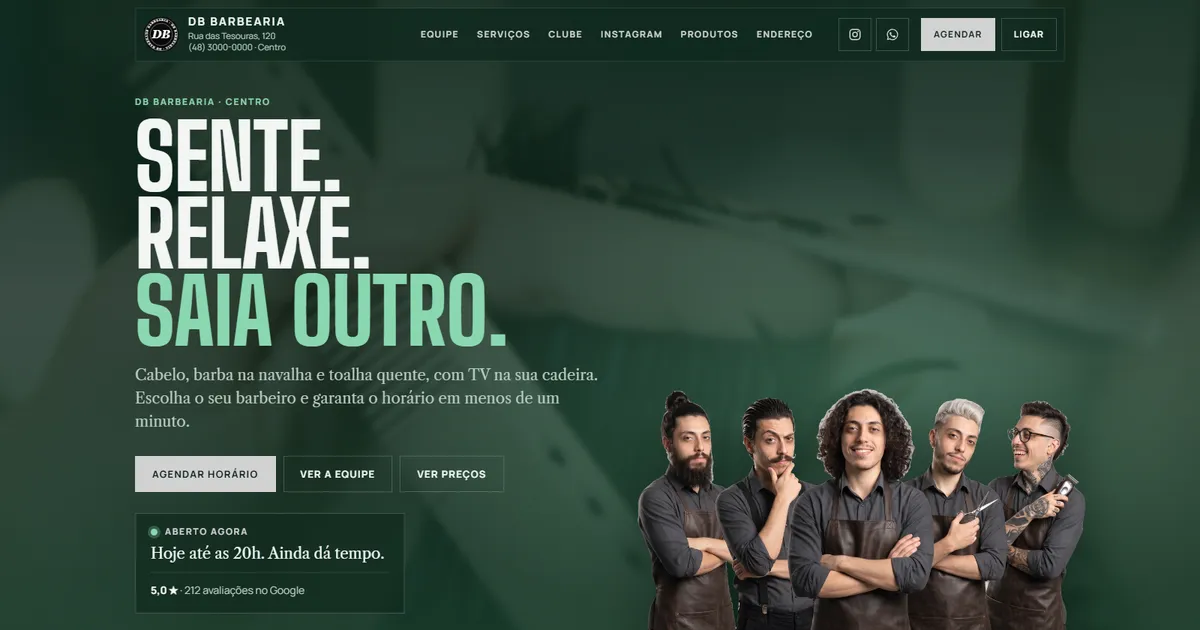 DB
DB BARBEARIA
Rua das Tesouras, 120
(48) 3000-0000 · Centro
EQUIPE
SERVIÇOS
CLUBE
INSTAGRAM
PRODUTOS
ENDEREÇO
AGENDAR
LIGAR
DB BARBEARIA · CENTRO
SENTE.
RELAXE.
SAIA OUTRO.
Cabelo, barba na navalha e toalha quente, com TV na sua cadeira.
Escolha o seu barbeiro e garanta o horário em menos de um
minuto.
AGENDAR HORÁRIO
VER A EQUIPE
VER PREÇOS
ABERTO AGORA
Hoje até as 20h. Ainda dá tempo.
5,0 ★ · 212 avaliações no Google